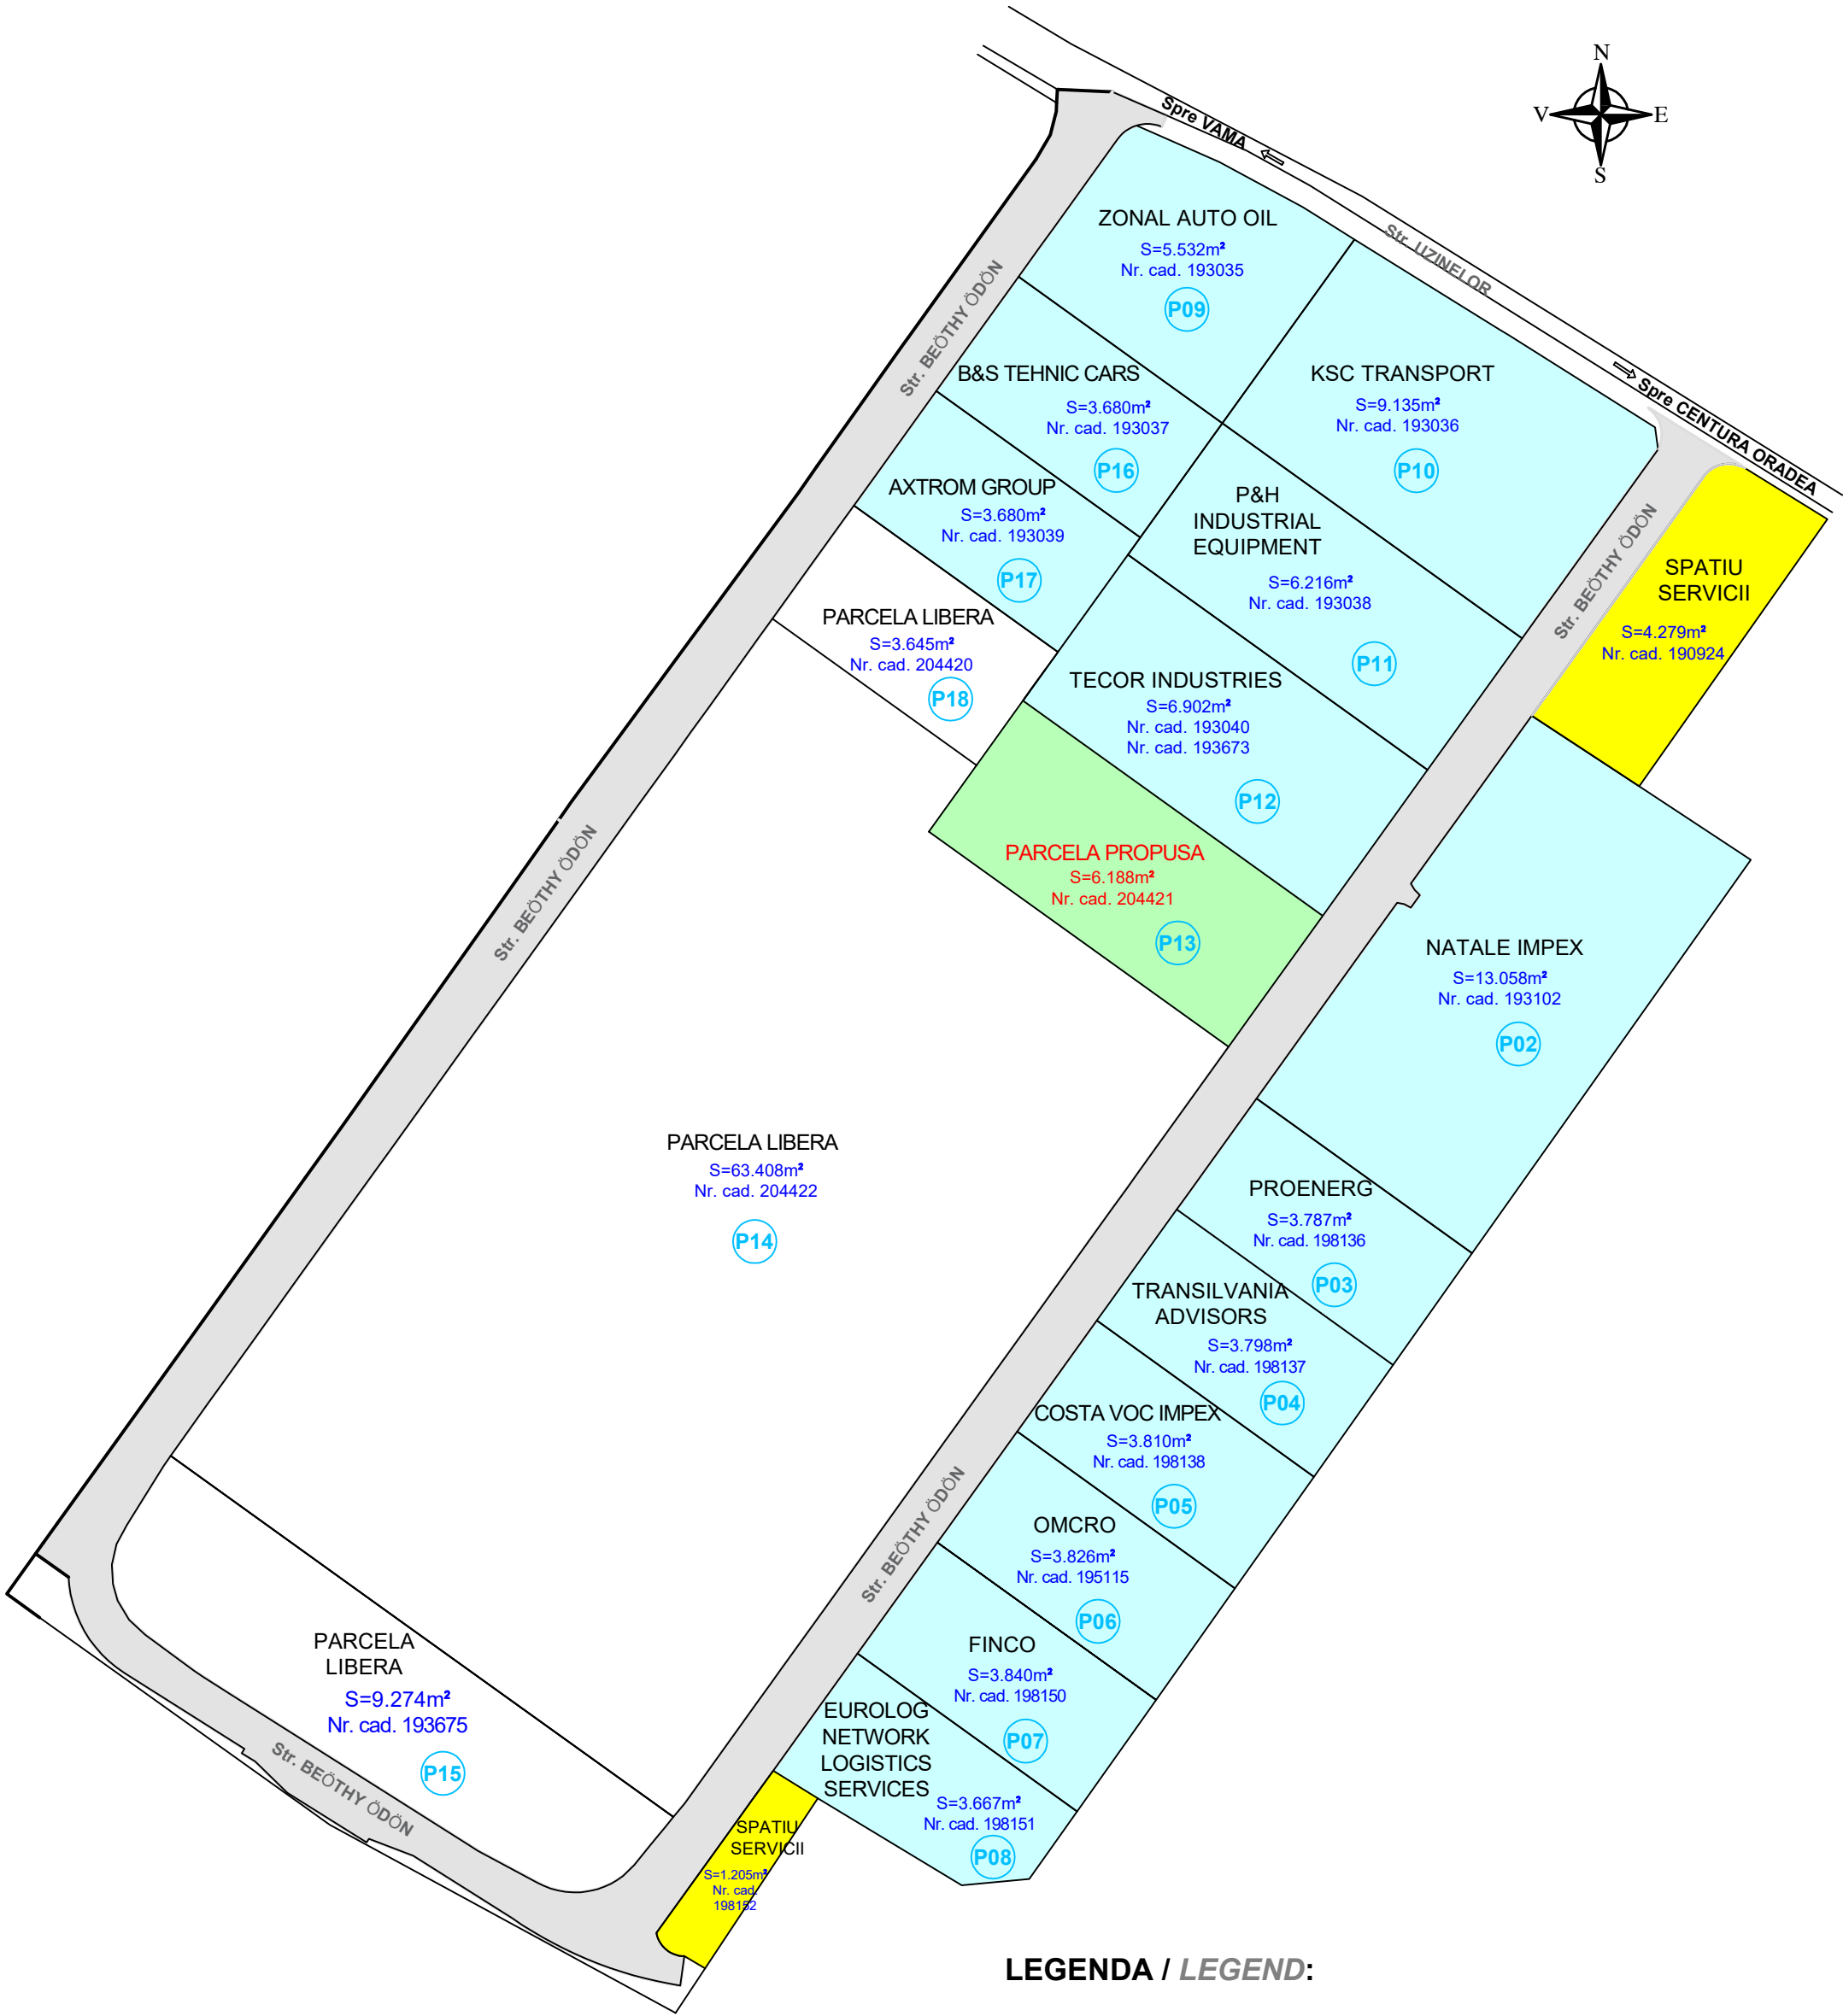 N
V
E
S
Spre VAMA
Str. UZINELOR
Spre CENTURA ORADEA
ZONAL AUTO OIL
S=5.532m²
Nr. cad. 193035
P09
Str. BEÖTHY ÖDÖN
B&S TEHNIC CARS
S=3.680m²
Nr. cad. 193037
P16
KSC TRANSPORT
S=9.135m²
Nr. cad. 193036
P10
AXTROM GROUP
S=3.680m²
Nr. cad. 193039
P17
P&H
INDUSTRIAL
EQUIPMENT
S=6.216m²
Nr. cad. 193038
P11
Str. BEÖTHY ÖDÖN
SPATIU
SERVICII
S=4.279m²
Nr. cad. 190924
PARCELA LIBERA
S=3.645m²
Nr. cad. 204420
P18
TECOR INDUSTRIES
S=6.902m²
Nr. cad. 193040
Nr. cad. 193673
P12
PARCELA PROPUSA
S=6.188m²
Nr. cad. 204421
P13
Str. BEÖTHY ÖDÖN
NATALE IMPEX
S=13.058m²
Nr. cad. 193102
P02
PARCELA LIBERA
S=63.408m²
Nr. cad. 204422
P14
PROENERG
S=3.787m²
Nr. cad. 198136
P03
TRANSILVANIA
ADVISORS
S=3.798m²
Nr. cad. 198137
P04
COSTA VOC IMPEX
S=3.810m²
Nr. cad. 198138
P05
Str. BEÖTHY ÖDÖN
OMCRO
S=3.826m²
Nr. cad. 195115
P06
FINCO
S=3.840m²
Nr. cad. 198150
P07
PARCELA
LIBERA
S=9.274m²
Nr. cad. 193675
P15
Str. BEÖTHY ÖDÖN
EUROLOG
NETWORK
LOGISTICS
SERVICES
S=3.667m²
Nr. cad. 198151
P08
SPATIU
SERVICII
S=1.205m²
Nr. cad.
198152
LEGENDA / LEGEND: